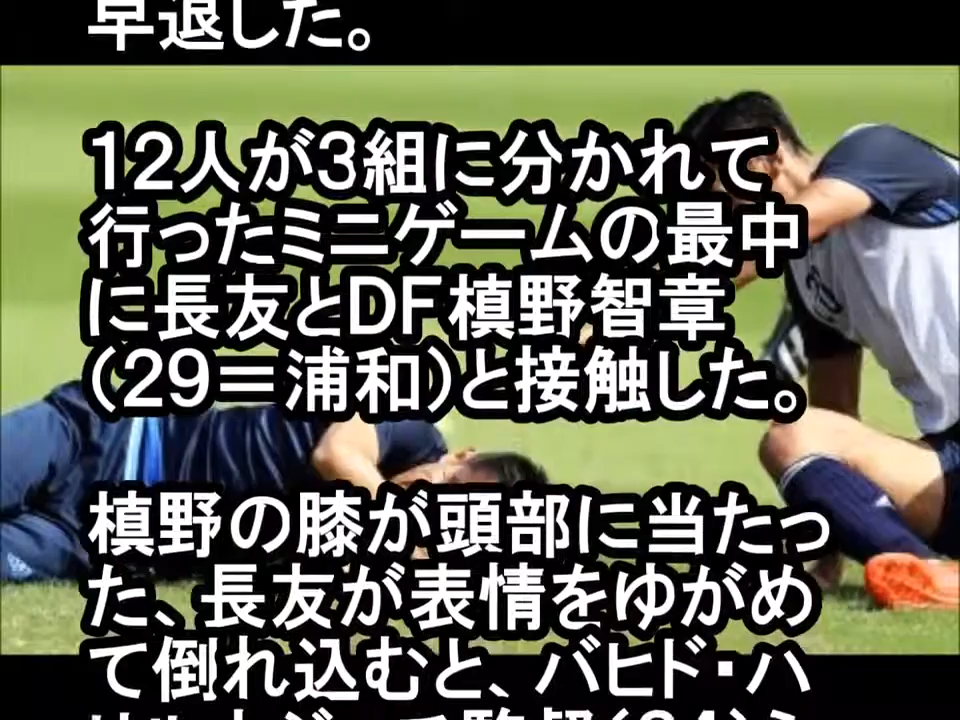 早退した。
12人が3組に分かれて
行ったミニゲームの最中
に長友とDF槙野智章
（29＝浦和）と接触した。
槙野の膝が頭部に当たっ
た、長友が表情をゆがめ
て倒れ込むと、バヒド・ハ